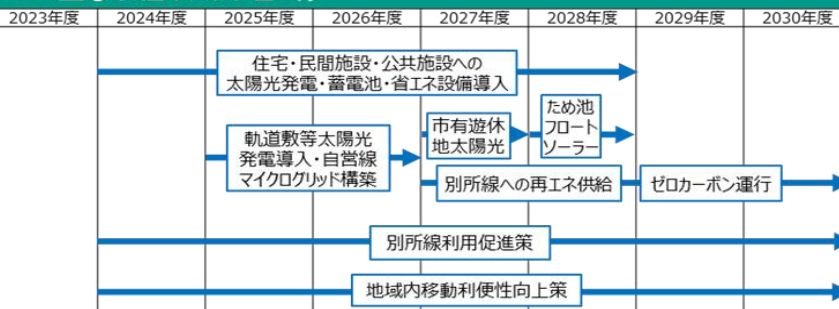 2023年度 2024年度 2025年度 2026年度 2027年度 2028年度 2029年度 2030年度
住宅・民間施設・公共施設への
太陽光発電・蓄電池・省エネ設備導入
軌道敷等太陽光
発電導入・自営線
マイクログリッド構築
市有遊休
地太陽光
ため池
フロート
ソーラー
別所線への再エネ供給
ゼロカーボン運行
別所線利用促進策
地域内移動利便性向上策